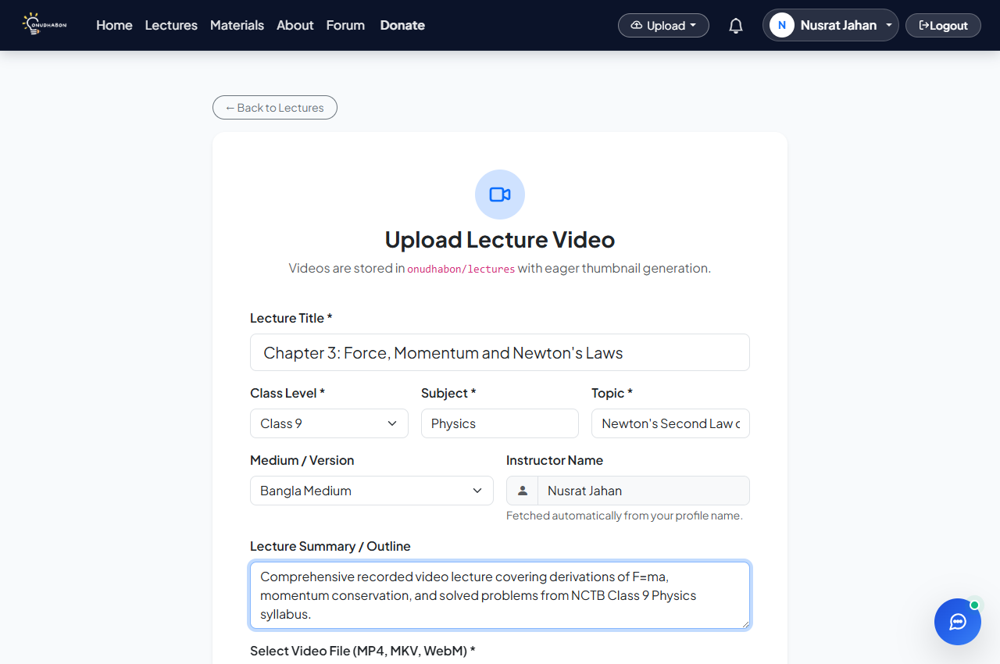 ONUDHABON
Home Lectures Materials About Forum Donate Upload N Nusrat Jahan Logout
← Back to Lectures
Upload Lecture Video
Videos are stored in onudhabon/lectures with eager thumbnail generation.
Lecture Title *
Chapter 3: Force, Momentum and Newton's Laws
Class Level * Subject * Topic *
Class 9 Physics Newton's Second Law
Medium / Version Instructor Name
Bangla Medium Nusrat Jahan
Fetched automatically from your profile name.
Lecture Summary / Outline
Comprehensive recorded video lecture covering derivations of F=ma,
momentum conservation, and solved problems from NCTB Class 9 Physics
syllabus.
Select Video File (MP4, MKV, WebM) *